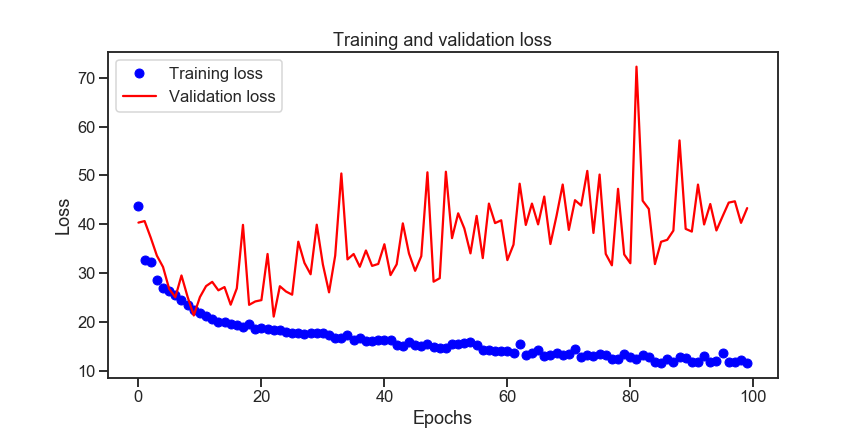 Training and validation loss
Training loss
Validation loss
70
60
50
40
30
20
10
Loss
0 20 40 60 80 100
Epochs